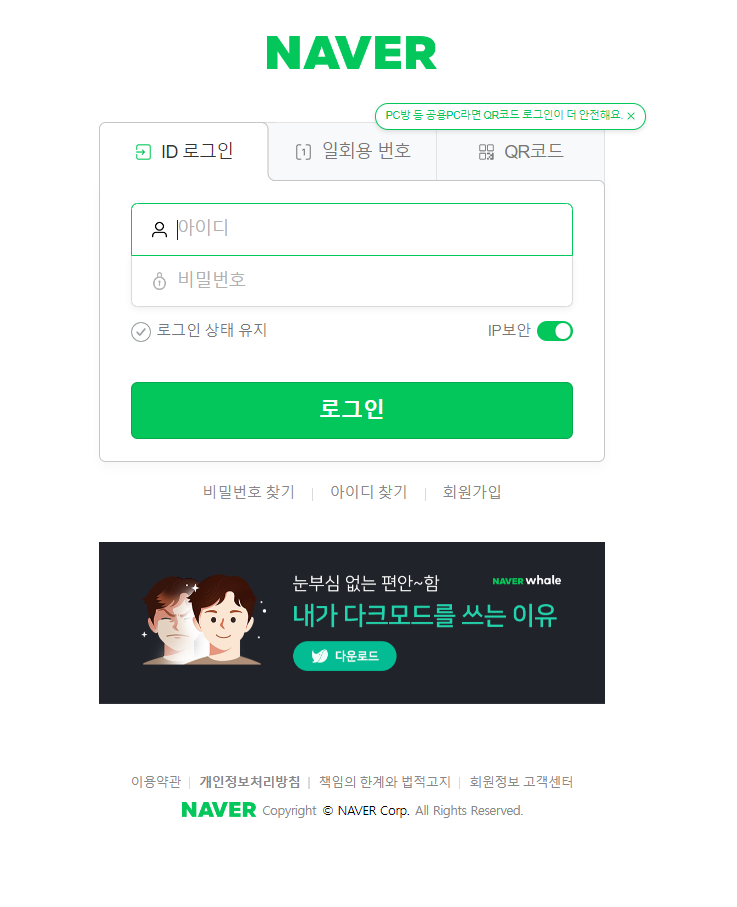 NAVER
PC방 등 공용PC라면 QR코드 로그인이 더 안전해요.
ID 로그인
1 일회용 번호
QR코드
아이디
비밀번호
로그인 상태 유지 IP보안
로그인
비밀번호 찾기 | 아이디 찾기 | 회원가입
눈부심 없는 편안~함 NAVER whale
내가 다크모드를 쓰는 이유
다운로드
이용약관 | 개인정보처리방침 | 책임의 한계와 법적고지 | 회원정보 고객센터
NAVER Copyright © NAVER Corp. All Rights Reserved.